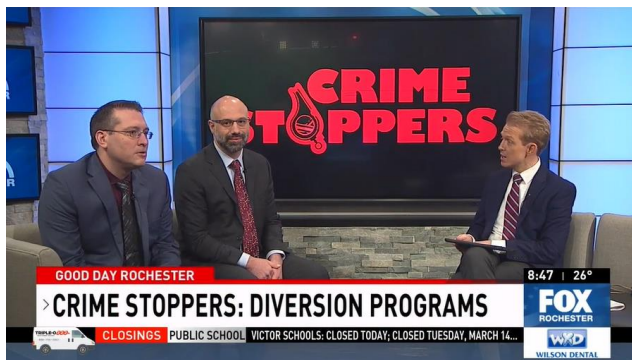 CRIME
STOPPERS
GOOD DAY ROCHESTER
8:47 | 26°
> CRIME STOPPERS: DIVERSION PROGRAMS
FOX
ROCHESTER
CLOSINGS PUBLIC SCHOOL VICTOR SCHOOLS: CLOSED TODAY; CLOSED TUESDAY, MARCH 14...
WXD
WILSON DENTAL